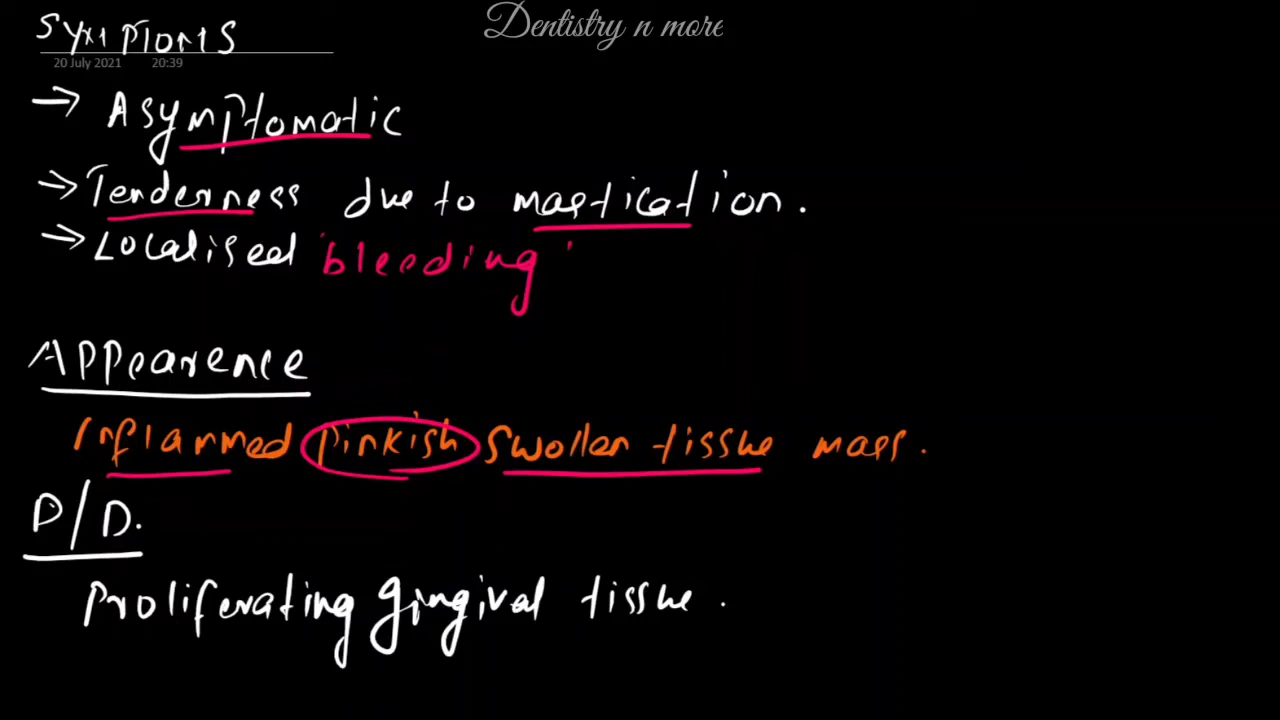 Dentistry n more
Symptoms
20 July 2021 20:39
→ Asymptomatic
→ Tenderness due to mastication.
→ Localised 'bleeding'
Appearence
Inflammed pinkish swollen tissue mass.
D/D.
Proliferating gingival tissue.